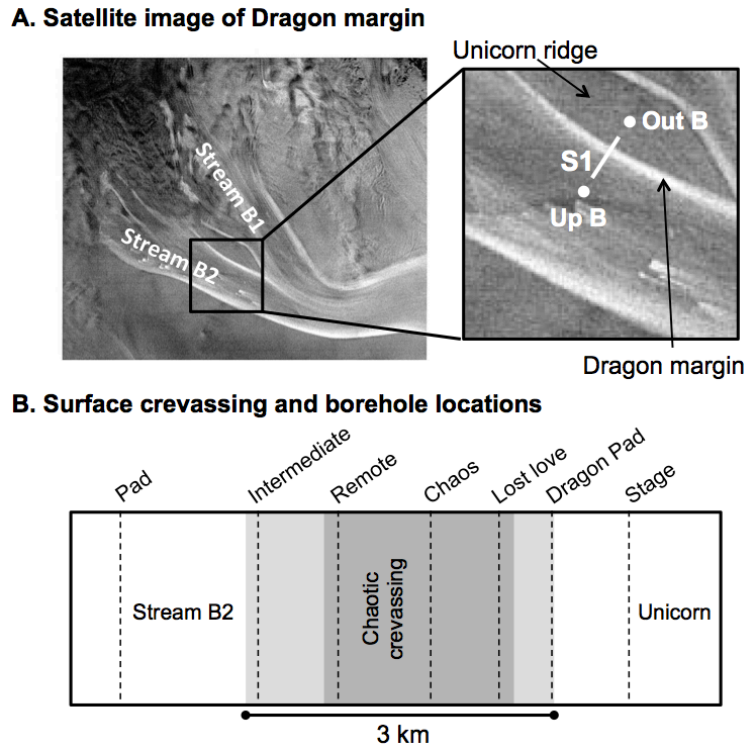 A. Satellite image of Dragon margin
Unicorn ridge
Stream B1
Stream B2
Out B
S1
Up B
Dragon margin
B. Surface crevassing and borehole locations
Pad
Intermediate
Remote
Chaos
Lost love
Dragon Pad
Stage
Stream B2
Chaotic
crevassing
Unicorn
3 km